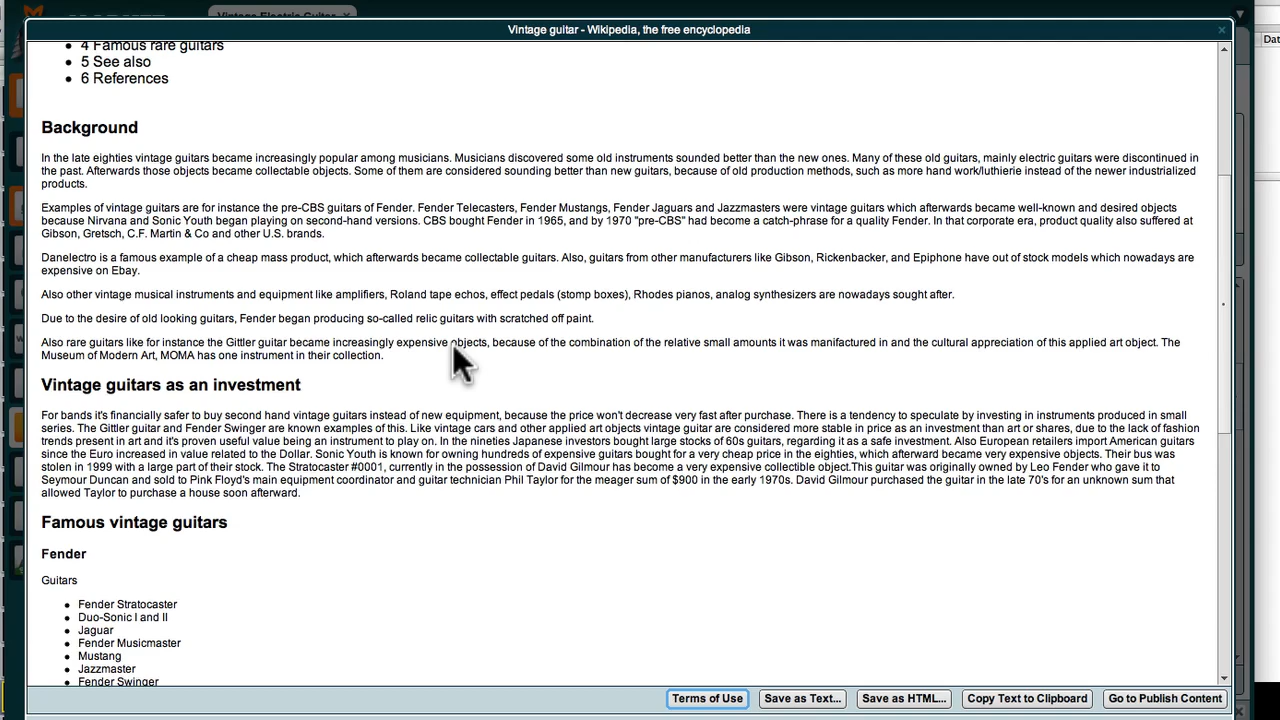 Vintage guitar - Wikipedia, the free encyclopedia
Dat
• 4 Famous rare guitars
• 5 See also
• 6 References
Background
In the late eighties vintage guitars became increasingly popular among musicians. Musicians discovered some old instruments sounded better than the new ones. Many of these old guitars, mainly electric guitars were discontinued in
the past. Afterwards those objects became collectable objects. Some of them are considered sounding better than new guitars, because of old production methods, such as more hand work/luthierie instead of the newer industrialized
products.
Examples of vintage guitars are for instance the pre-CBS guitars of Fender. Fender Telecasters, Fender Mustangs, Fender Jaguars and Jazzmasters were vintage guitars which afterwards became well-known and desired objects
because Nirvana and Sonic Youth began playing on second-hand versions. CBS bought Fender in 1965, and by 1970 "pre-CBS" had become a catch-phrase for a quality Fender. In that corporate era, product quality also suffered at
Gibson, Gretsch, C.F. Martin & Co and other U.S. brands.
Danelectro is a famous example of a cheap mass product, which afterwards became collectable guitars. Also, guitars from other manufacturers like Gibson, Rickenbacker, and Epiphone have out of stock models which nowadays are
expensive on Ebay.
Also other vintage musical instruments and equipment like amplifiers, Roland tape echos, effect pedals (stomp boxes), Rhodes pianos, analog synthesizers are nowadays sought after.
Due to the desire of old looking guitars, Fender began producing so-called relic guitars with scratched off paint.
Also rare guitars like for instance the Gittler guitar became increasingly expensive objects, because of the combination of the relative small amounts it was manifactured in and the cultural appreciation of this applied art object. The
Museum of Modern Art, MOMA has one instrument in their collection.
Vintage guitars as an investment
For bands it's financially safer to buy second hand vintage guitars instead of new equipment, because the price won't decrease very fast after purchase. There is a tendency to speculate by investing in instruments produced in small
series. The Gittler guitar and Fender Swinger are known examples of this. Like vintage cars and other applied art objects vintage guitar are considered more stable in price as an investment than art or shares, due to the lack of fashion
trends present in art and it's proven useful value being an instrument to play on. In the nineties Japanese investors bought large stocks of 60s guitars, regarding it as a safe investment. Also European retailers import American guitars
since the Euro increased in value related to the Dollar. Sonic Youth is known for owning hundreds of expensive guitars bought for a very cheap price in the eighties, which afterward became very expensive objects. Their bus was
stolen in 1999 with a large part of their stock. The Stratocaster #0001, currently in the possession of David Gilmour has become a very expensive collectible object.This guitar was originally owned by Leo Fender who gave it to
Seymour Duncan and sold to Pink Floyd's main equipment coordinator and guitar technician Phil Taylor for the meager sum of $900 in the early 1970s. David Gilmour purchased the guitar in the late 70's for an unknown sum that
allowed Taylor to purchase a house soon afterward.
Famous vintage guitars
Fender
Guitars
• Fender Stratocaster
• Duo-Sonic I and II
• Jaguar
• Fender Musicmaster
• Mustang
• Jazzmaster
• Fender Swinger
Terms of Use
Save as Text...
Save as HTML...
Copy Text to Clipboard
Go to Publish Content